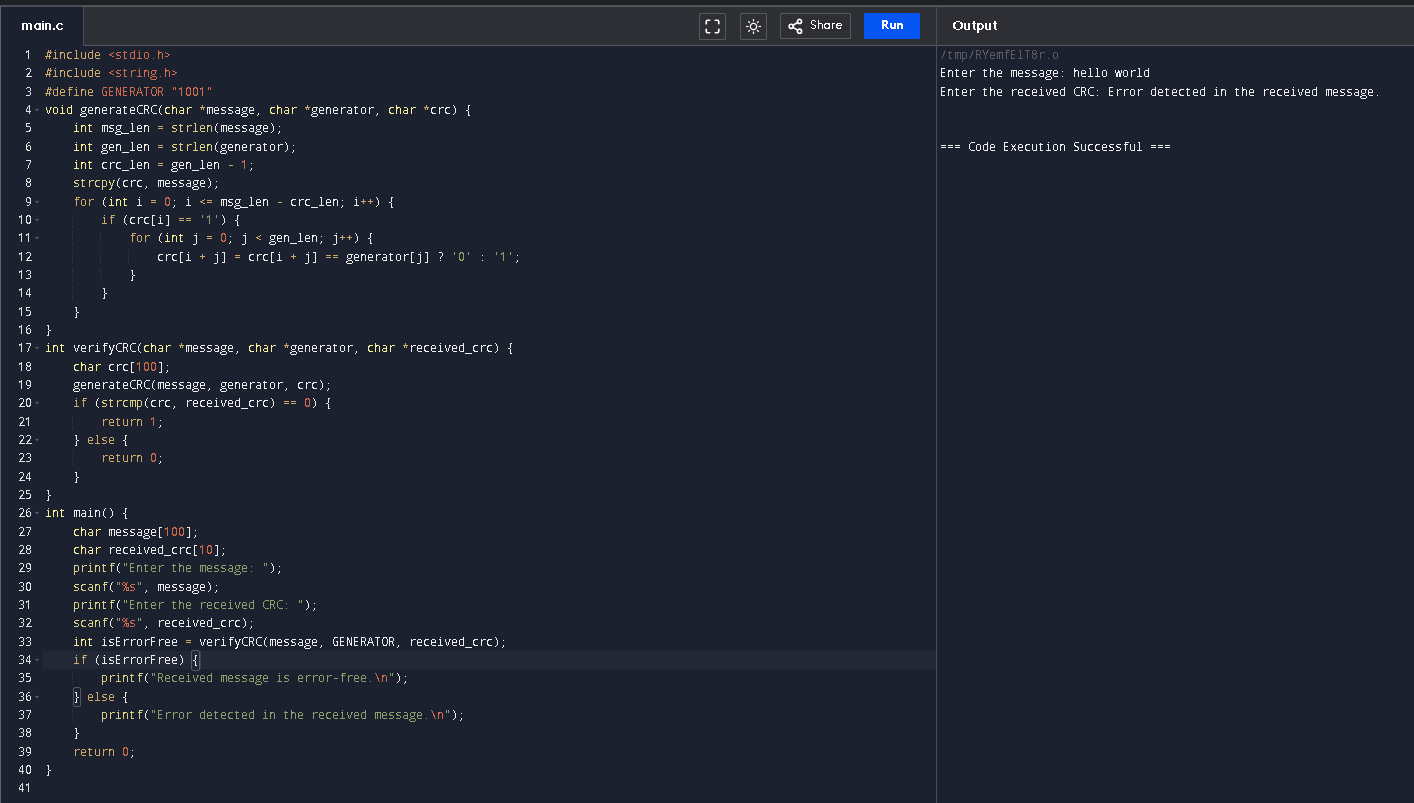 main.c
Share
Run
Output
1 #include <stdio.h>
2 #include <string.h>
3 #define GENERATOR "1001"
4 void generateCRC(char *message, char *generator, char *crc) {
5     int msg_len = strlen(message);
6     int gen_len = strlen(generator);
7     int crc_len = gen_len - 1;
8     strcpy(crc, message);
9     for (int i = 0; i <= msg_len - crc_len; i++) {
10         if (crc[i] == '1') {
11             for (int j = 0; j < gen_len; j++) {
12                 crc[i + j] = crc[i + j] == generator[j] ? '0' : '1';
13             }
14         }
15     }
16 }
17 int verifyCRC(char *message, char *generator, char *received_crc) {
18     char crc[100];
19     generateCRC(message, generator, crc);
20     if (strcmp(crc, received_crc) == 0) {
21         return 1;
22     } else {
23         return 0;
24     }
25 }
26 int main() {
27     char message[100];
28     char received_crc[10];
29     printf("Enter the message: ");
30     scanf("%s", message);
31     printf("Enter the received CRC: ");
32     scanf("%s", received_crc);
33     int isErrorFree = verifyCRC(message, GENERATOR, received_crc);
34     if (isErrorFree) {
35         printf("Received message is error-free.\n");
36     } else {
37         printf("Error detected in the received message.\n");
38     }
39     return 0;
40 }
41
/tmp/RYemfElT8r.o
Enter the message: hello world
Enter the received CRC: Error detected in the received message.
=== Code Execution Successful ===